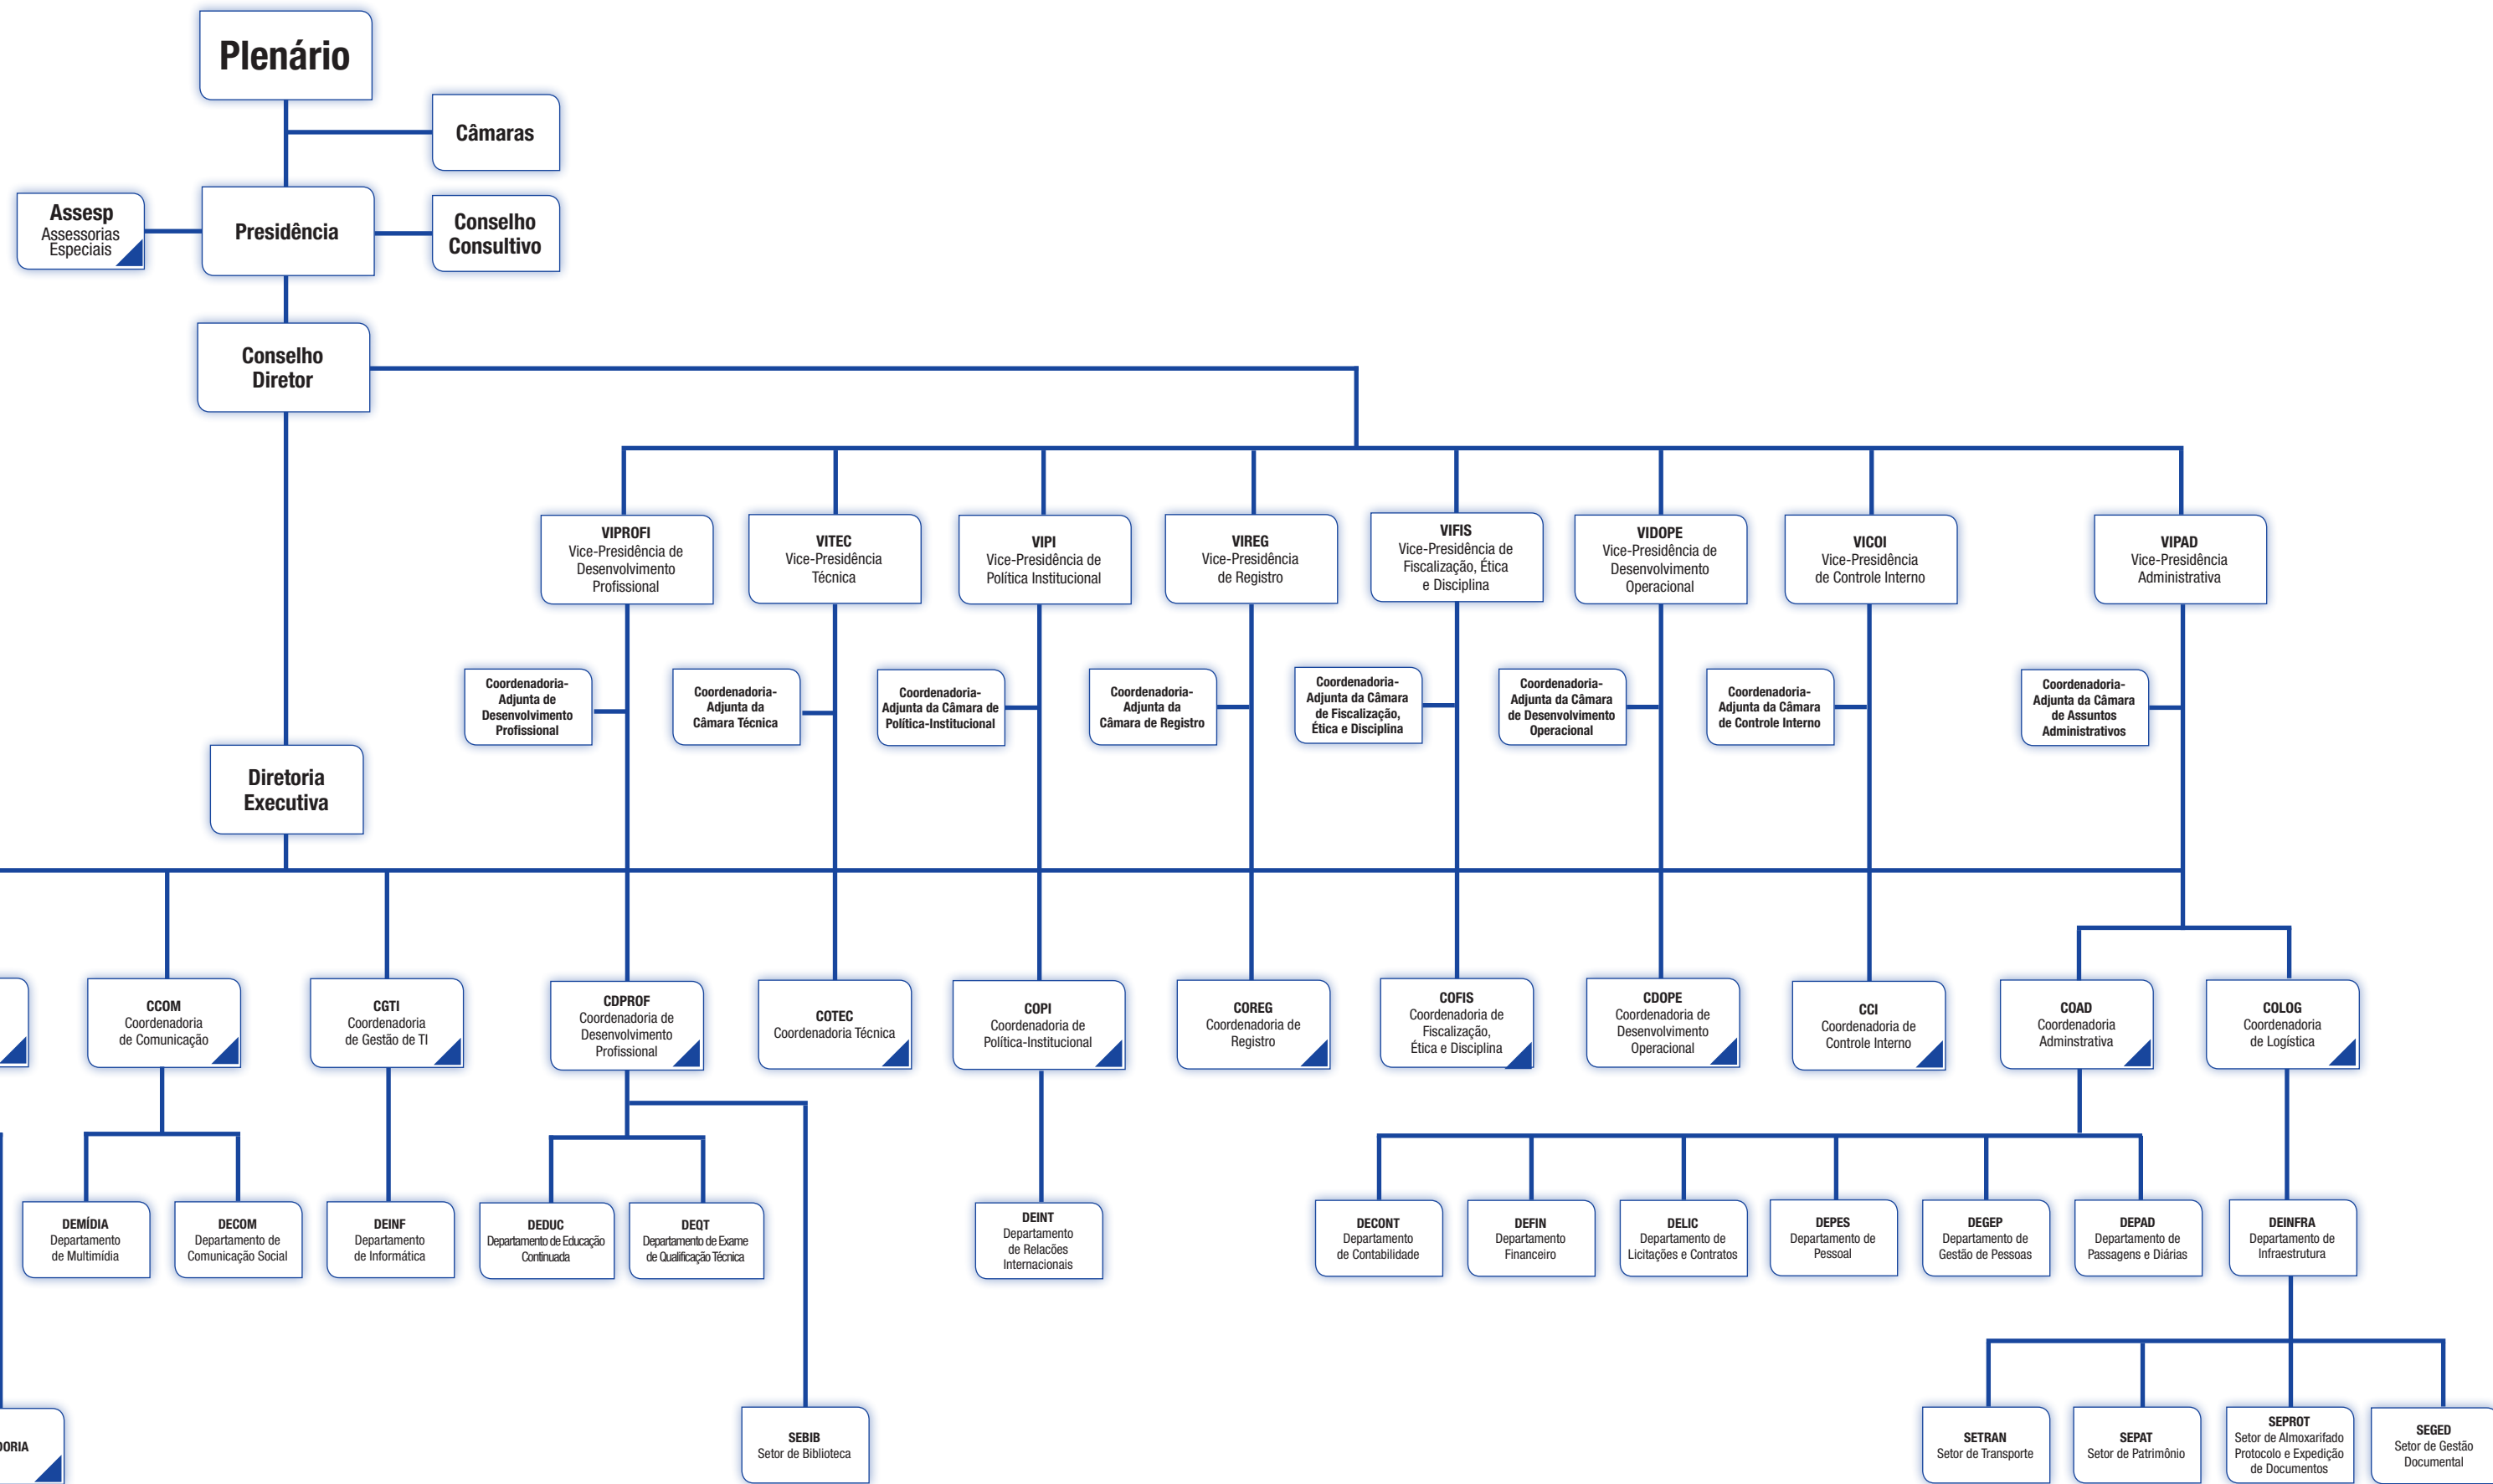 Plenário
Câmaras
Assesp
Assessorias
Especiais
Presidência
Conselho
Consultivo
Conselho
Diretor
VIPROFI
Vice-Presidência de
Desenvolvimento
Profissional
VITEC
Vice-Presidência
Técnica
VIPI
Vice-Presidência de
Política Institucional
VIREG
Vice-Presidência
de Registro
VIFIS
Vice-Presidência de
Fiscalização, Ética
e Disciplina
VIDOPE
Vice-Presidência de
Desenvolvimento
Operacional
VICOI
Vice-Presidência
de Controle Interno
VIPAD
Vice-Presidência
Administrativa
Coordenadoria-
Adjunta de
Desenvolvimento
Profissional
Coordenadoria-
Adjunta da
Câmara Técnica
Coordenadoria-
Adjunta da Câmara de
Política-Institucional
Coordenadoria-
Adjunta da
Câmara de Registro
Coordenadoria-
Adjunta da Câmara
de Fiscalização,
Ética e Disciplina
Coordenadoria-
Adjunta da Câmara
de Desenvolvimento
Operacional
Coordenadoria-
Adjunta da Câmara
de Controle Interno
Coordenadoria-
Adjunta da Câmara
de Assuntos
Administrativos
Diretoria
Executiva
CCOM
Coordenadoria
de Comunicação
CGTI
Coordenadoria
de Gestão de TI
CDPROF
Coordenadoria de
Desenvolvimento
Profissional
COTEC
Coordenadoria Técnica
COPI
Coordenadoria de
Política-Institucional
COREG
Coordenadoria de
Registro
COFIS
Coordenadoria de
Fiscalização,
Ética e Disciplina
CDOPE
Coordenadoria de
Desenvolvimento
Operacional
CCI
Coordenadoria de
Controle Interno
COAD
Coordenadoria
Adminstrativa
COLOG
Coordenadoria
de Logística
DEMÍDIA
Departamento
de Multimídia
DECOM
Departamento de
Comunicação Social
DEINF
Departamento
de Informática
DEDUC
Departamento de Educação
Continuada
DEQT
Departamento de Exame
de Qualificação Técnica
DEINT
Departamento
de Relacões
Internacionais
DECONT
Departamento
de Contabilidade
DEFIN
Departamento
Financeiro
DELIC
Departamento de
Licitações e Contratos
DEPES
Departamento de
Pessoal
DEGEP
Departamento de
Gestão de Pessoas
DEPAD
Departamento de
Passagens e Diárias
DEINFRA
Departamento de
Infraestrutura
SEBIB
Setor de Biblioteca
SETRAN
Setor de Transporte
SEPAT
Setor de Patrimônio
SEPROT
Setor de Almoxarifado
Protocolo e Expedição
de Documentos
SEGED
Setor de Gestão
Documental